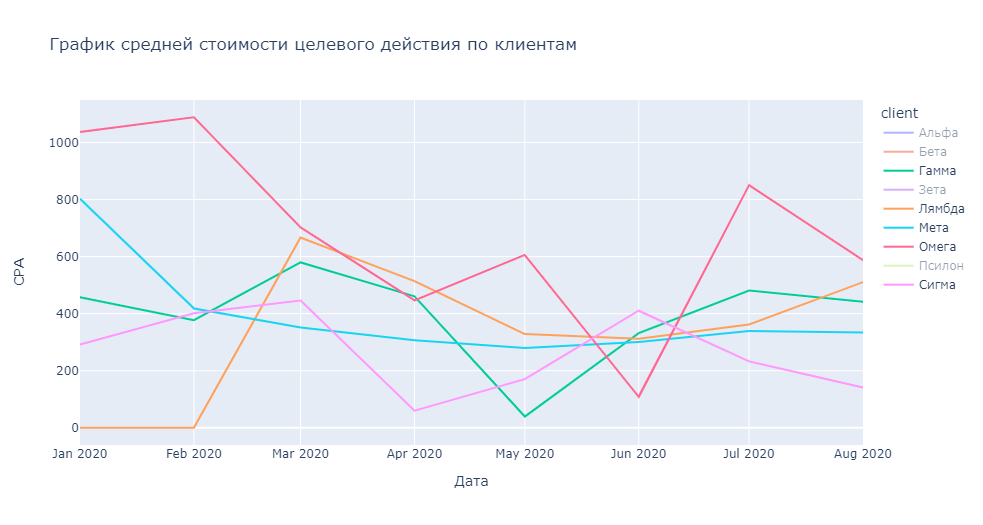 График средней стоимости целевого действия по клиентам
client
Альфа
Бета
Гамма
Зета
Лямбда
Мета
Омега
Псилон
Сигма
CPA
1000
800
600
400
200
0
Jan 2020 Feb 2020 Mar 2020 Apr 2020 May 2020 Jun 2020 Jul 2020 Aug 2020
Дата